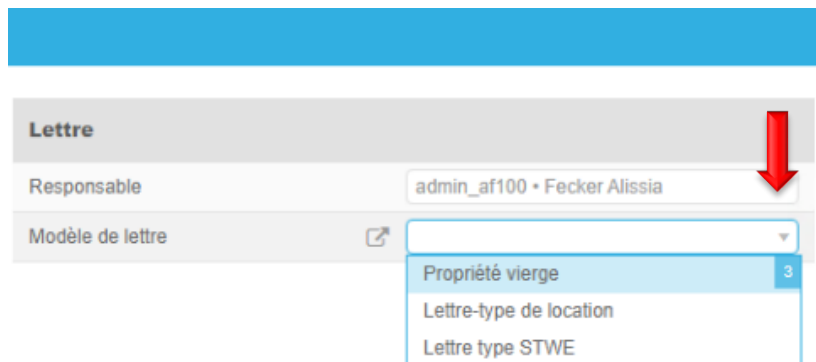 Lettre
Responsable admin_af100 • Fecker Alissia
Modèle de lettre
Propriété vierge 3
Lettre-type de location
Lettre type STWE